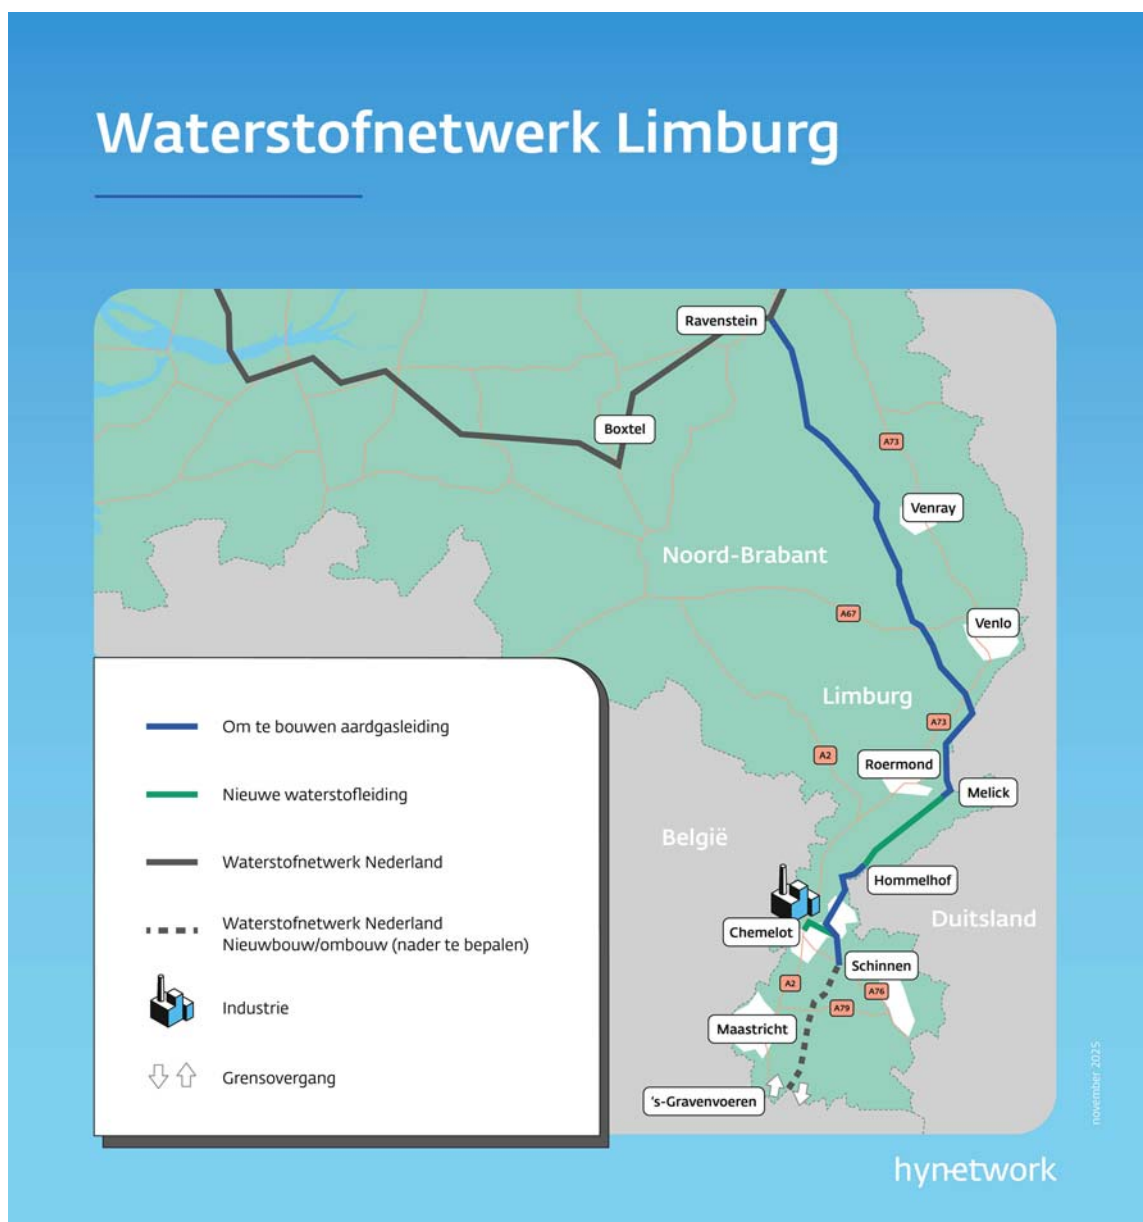 Waterstofnetwerk Limburg
Ravenstein
Boxtel
A73
Venray
Noord-Brabant
A67
Venlo
Limburg
A73
A2
Roermond
Melick
België
Hommelhof
Duitsland
Chemelot
Schinnen
A2
A76
A79
Maastricht
's-Gravenvoeren
Om te bouwen aardgasleiding
Nieuwe waterstofleiding
Waterstofnetwerk Nederland
Waterstofnetwerk Nederland
Nieuwbouw/ombouw (nader te bepalen)
Industrie
Grensovergang
november 2025
hynetwork